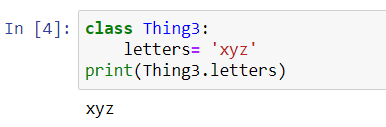 In [4]: class Thing3:
    letters= 'xyz'
print(Thing3.letters)
xyz